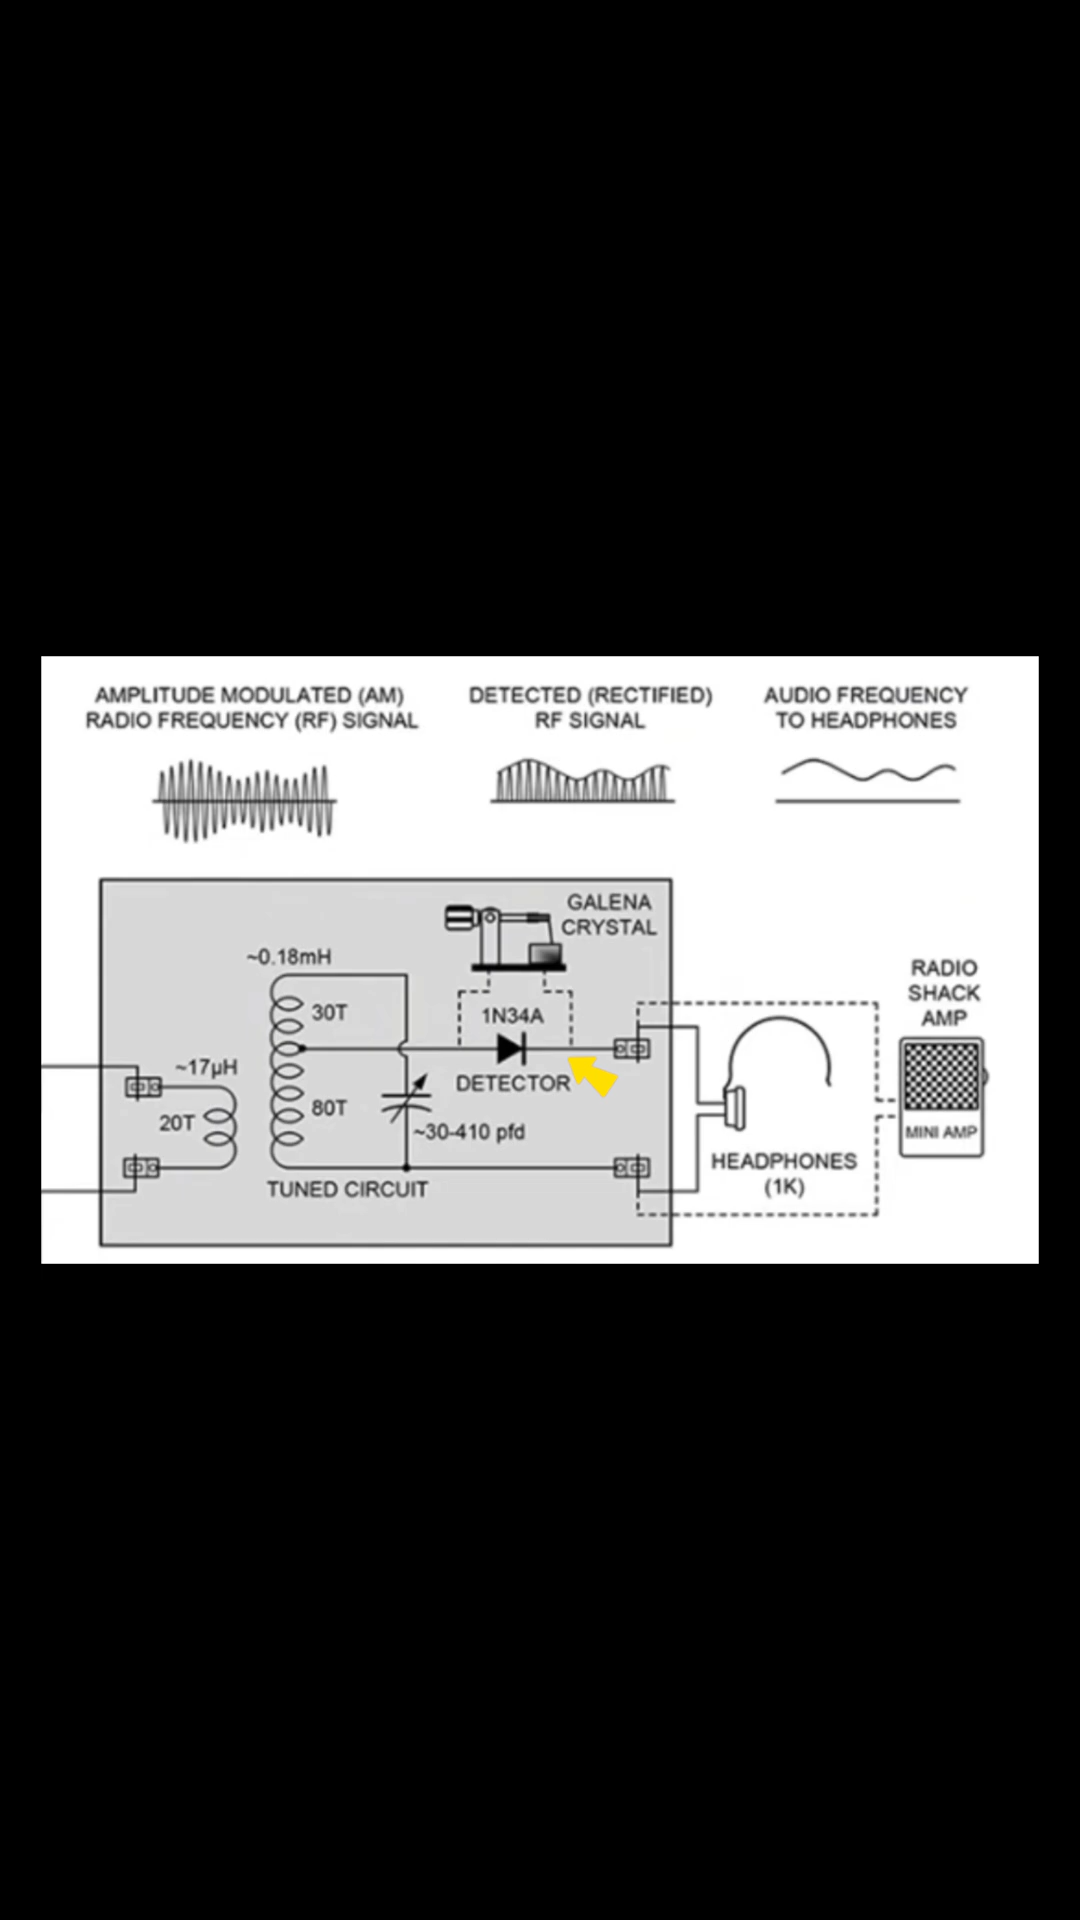 AMPLITUDE MODULATED (AM)
RADIO FREQUENCY (RF) SIGNAL
DETECTED (RECTIFIED)
RF SIGNAL
AUDIO FREQUENCY
TO HEADPHONES
GALENA
CRYSTAL
~0.18mH
30T
1N34A
DETECTOR
~17µH
20T
80T
~30-410 pfd
TUNED CIRCUIT
HEADPHONES
(1K)
RADIO
SHACK
AMP
MINI AMP